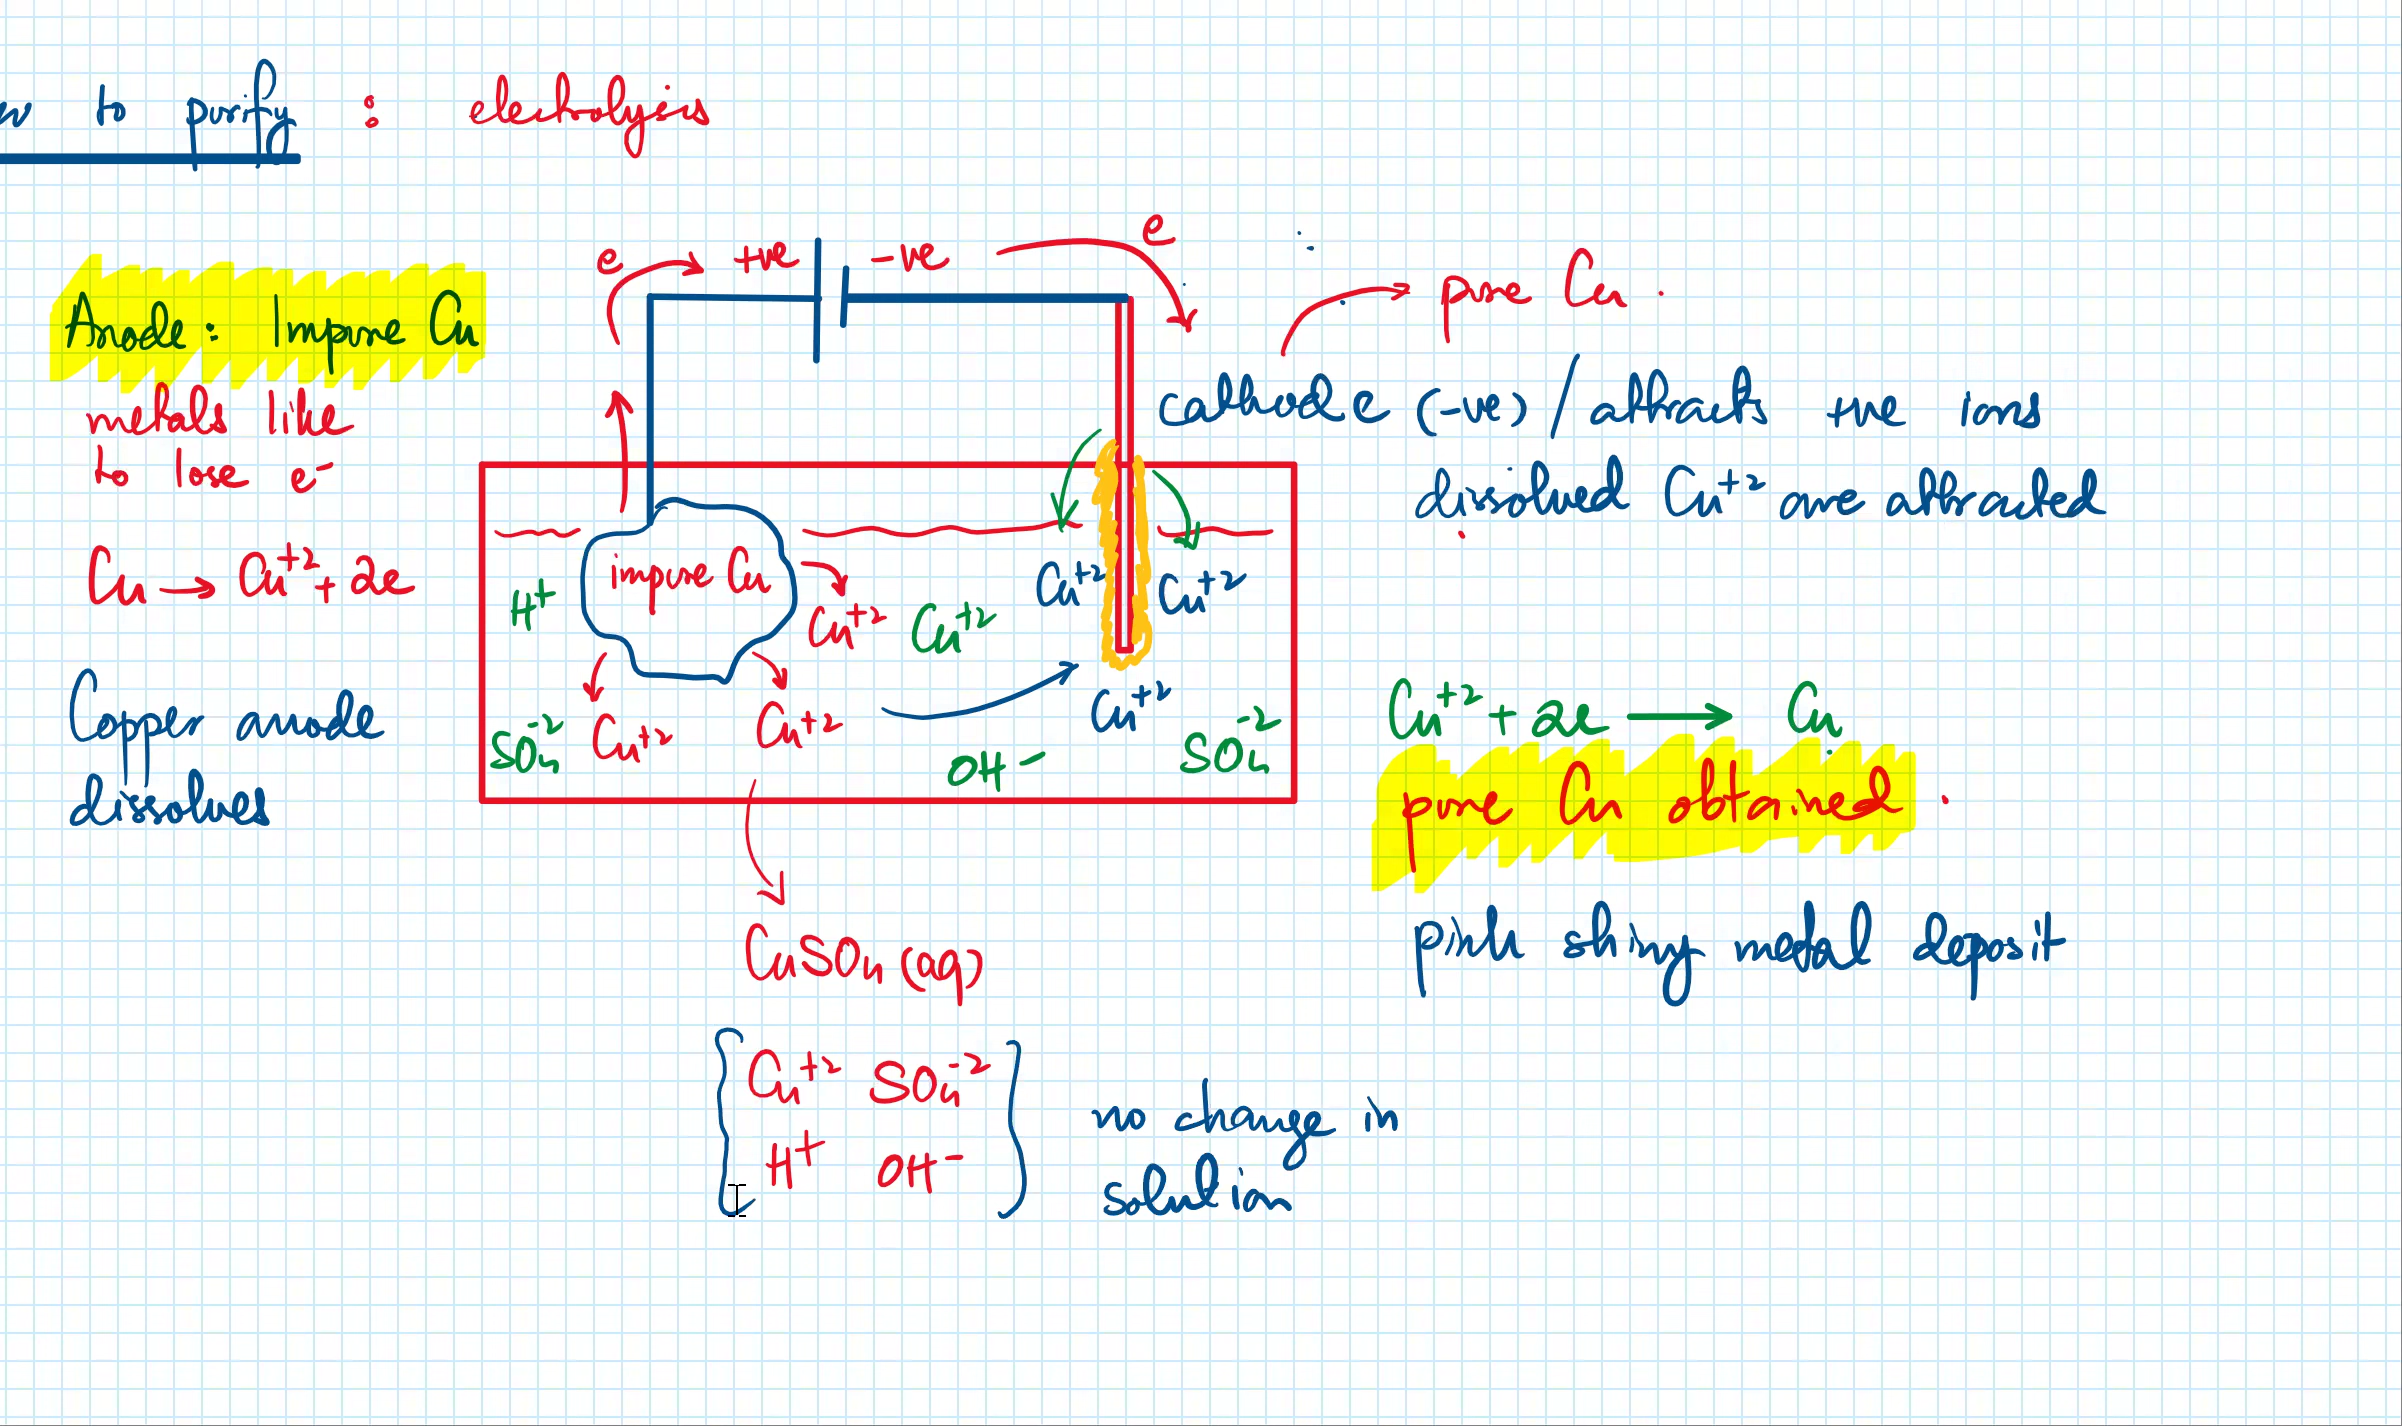 w to purify : electrolysis
e +ve -ve e
pure Cu.
Anode: Impure Cu
metals like
to lose e-
Cu → Cu+2 + 2e
Copper anode
dissolves
cathode (-ve) / attracts +ve ions
dissolved Cu+2 are attracted
impure Cu
H+
Cu+2 Cu+2 Cu+2 Cu+2
SO4-2 Cu+2 Cu+2 OH- Cu+2 SO4-2
Cu+2 + 2e → Cu
pure Cu obtained.
pink shiny metal deposit
CuSO4 (aq)
Cu+2 SO4-2
H+ OH-
no change in
solution